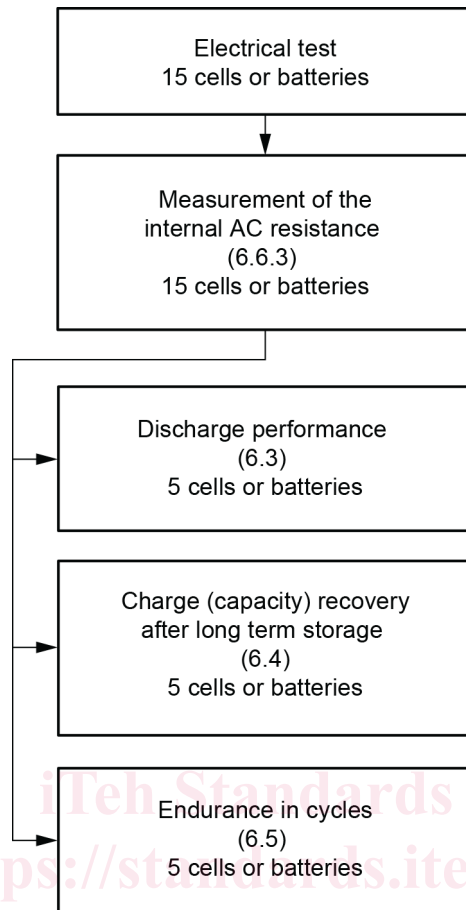 Electrical test
15 cells or batteries
Measurement of the
internal AC resistance
(6.6.3)
15 cells or batteries
Discharge performance
(6.3)
5 cells or batteries
Charge (capacity) recovery
after long term storage
(6.4)
5 cells or batteries
iTeh Standards
Endurance in cycles
(6.5)
ps://standards.ite
5 cells or batteries